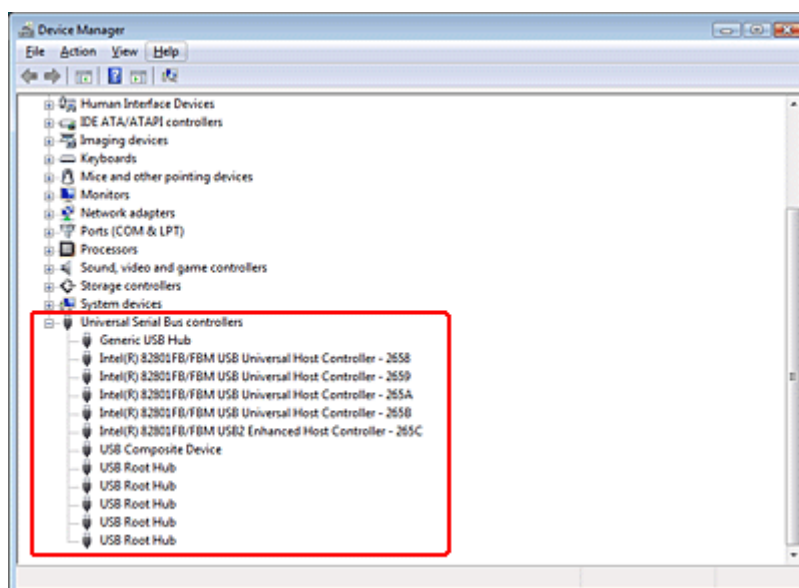 Device Manager
File Action View Help
Human Interface Devices
IDE ATA/ATAPI controllers
Imaging devices
Keyboards
Mice and other pointing devices
Monitors
Network adapters
Ports (COM & LPT)
Processors
Sound, video and game controllers
Storage controllers
System devices
Universal Serial Bus controllers
Generic USB Hub
Intel(R) 82801FB/FBM USB Universal Host Controller - 2658
Intel(R) 82801FB/FBM USB Universal Host Controller - 2659
Intel(R) 82801FB/FBM USB Universal Host Controller - 265A
Intel(R) 82801FB/FBM USB Universal Host Controller - 265B
Intel(R) 82801FB/FBM USB2 Enhanced Host Controller - 265C
USB Composite Device
USB Root Hub
USB Root Hub
USB Root Hub
USB Root Hub
USB Root Hub